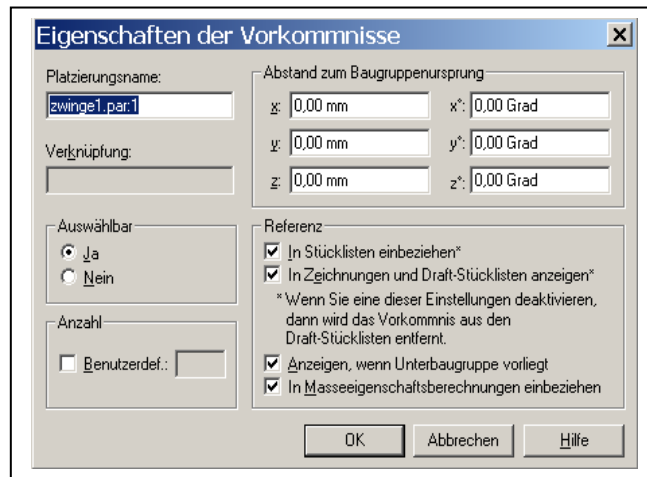 Eigenschaften der Vorkommnisse
Platzierungsname:
zwinge1.par:1
Verknüpfung:
Abstand zum Baugruppenursprung
x: 0,00 mm x°: 0,00 Grad
y: 0,00 mm y°: 0,00 Grad
z: 0,00 mm z°: 0,00 Grad
Auswählbar
Ja
Nein
Anzahl
Benutzerdef.:
Referenz
In Stücklisten einbeziehen*
In Zeichnungen und Draft-Stücklisten anzeigen*
* Wenn Sie eine dieser Einstellungen deaktivieren,
dann wird das Vorkommnis aus den
Draft-Stücklisten entfernt.
Anzeigen, wenn Unterbaugruppe vorliegt
In Masseeigenschaftsberechnungen einbeziehen
OK Abbrechen Hilfe